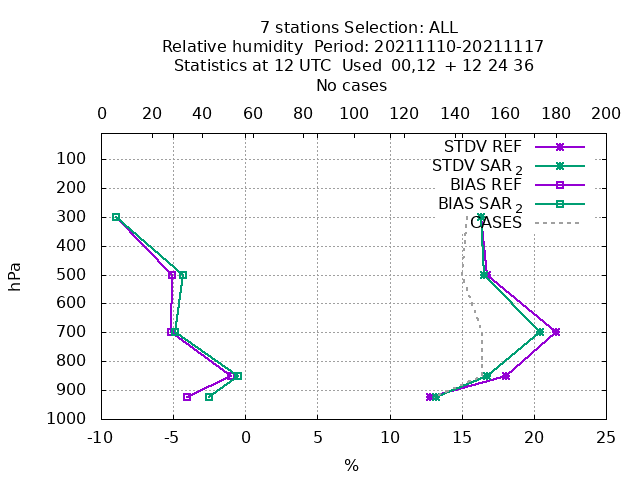 7 stations Selection: ALL
Relative humidity  Period: 20211110-20211117
Statistics at 12 UTC  Used  00,12  + 12 24 36
No cases
0 20 40 60 80 100 120 140 160 180 200
STDV REF
STDV SAR 2
BIAS REF
BIAS SAR 2
CASES
hPa
100
200
300
400
500
600
700
800
900
1000
-10 -5 0 5 10 15 20 25
%